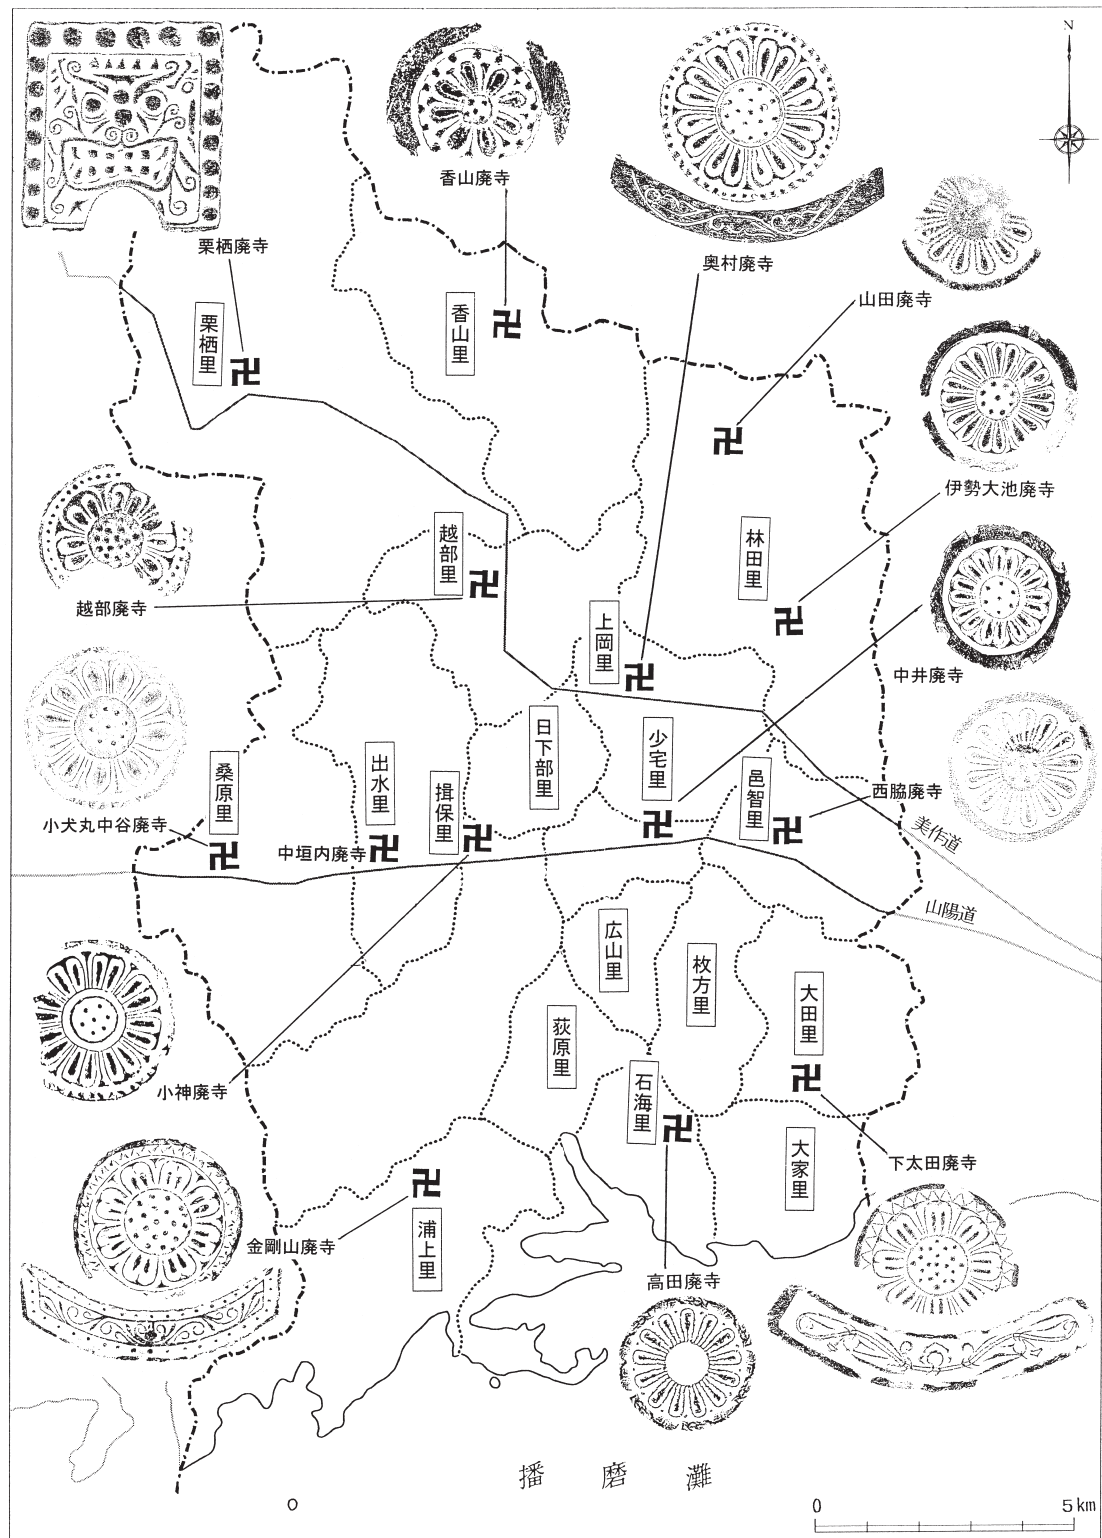 N
香山廃寺
栗栖廃寺
奥村廃寺
山田廃寺
栗栖里
香山里
伊勢大池廃寺
越部里
林田里
越部廃寺
上岡里
中井廃寺
日下部里
少宅里
出水里
桑原里
揖保里
邑智里
西脇廃寺
小犬丸中谷廃寺
中垣内廃寺
美作道
山陽道
広山里
枚方里
大田里
荻原里
石海里
小神廃寺
大家里
下太田廃寺
金剛山廃寺
浦上里
高田廃寺
播磨灘
0 5km